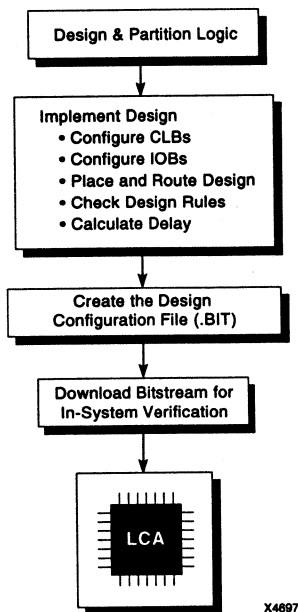 Design & Partition Logic
Implement Design
• Configure CLBs
• Configure IOBs
• Place and Route Design
• Check Design Rules
• Calculate Delay
Create the Design
Configuration File (.BIT)
Download Bitstream for
In-System Verification
LCA
X4697